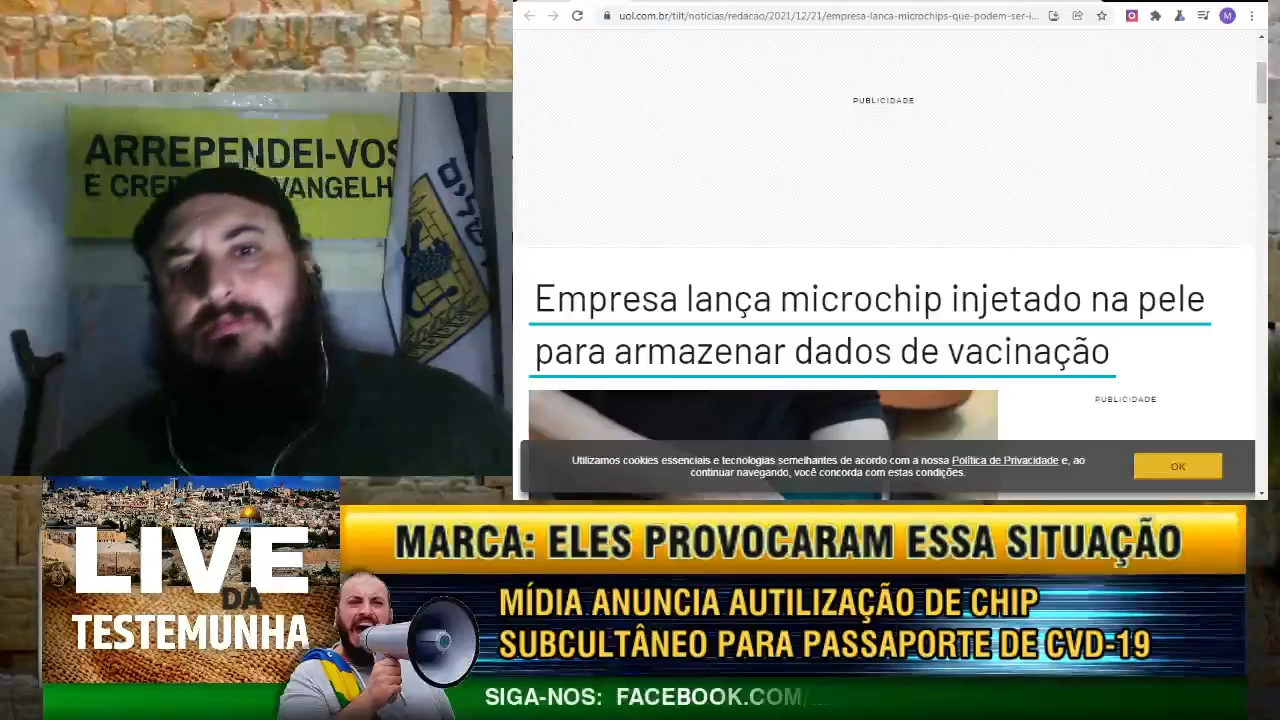 uol.com.br/tilt/noticias/redacao/2021/12/21/empresa-lanca-microchips-que-podem-ser-i...
M
PUBLICIDADE
ARREPENDEI-VOS
E CRE VANGELH
ירושלים
Empresa lança microchip injetado na pele
para armazenar dados de vacinação
PUBLICIDADE
Utilizamos cookies essenciais e tecnologias semelhantes de acordo com a nossa Política de Privacidade e, ao
continuar navegando, você concorda com estas condições.
OK
LIVE
DA
TESTEMUNHA
MARCA: ELES PROVOCARAM ESSA SITUAÇÃO
MÍDIA ANUNCIA AUTILIZAÇÃO DE CHIP
SUBCULTÂNEO PARA PASSAPORTE DE CVD-19
SIGA-NOS: FACEBOOK.COM/